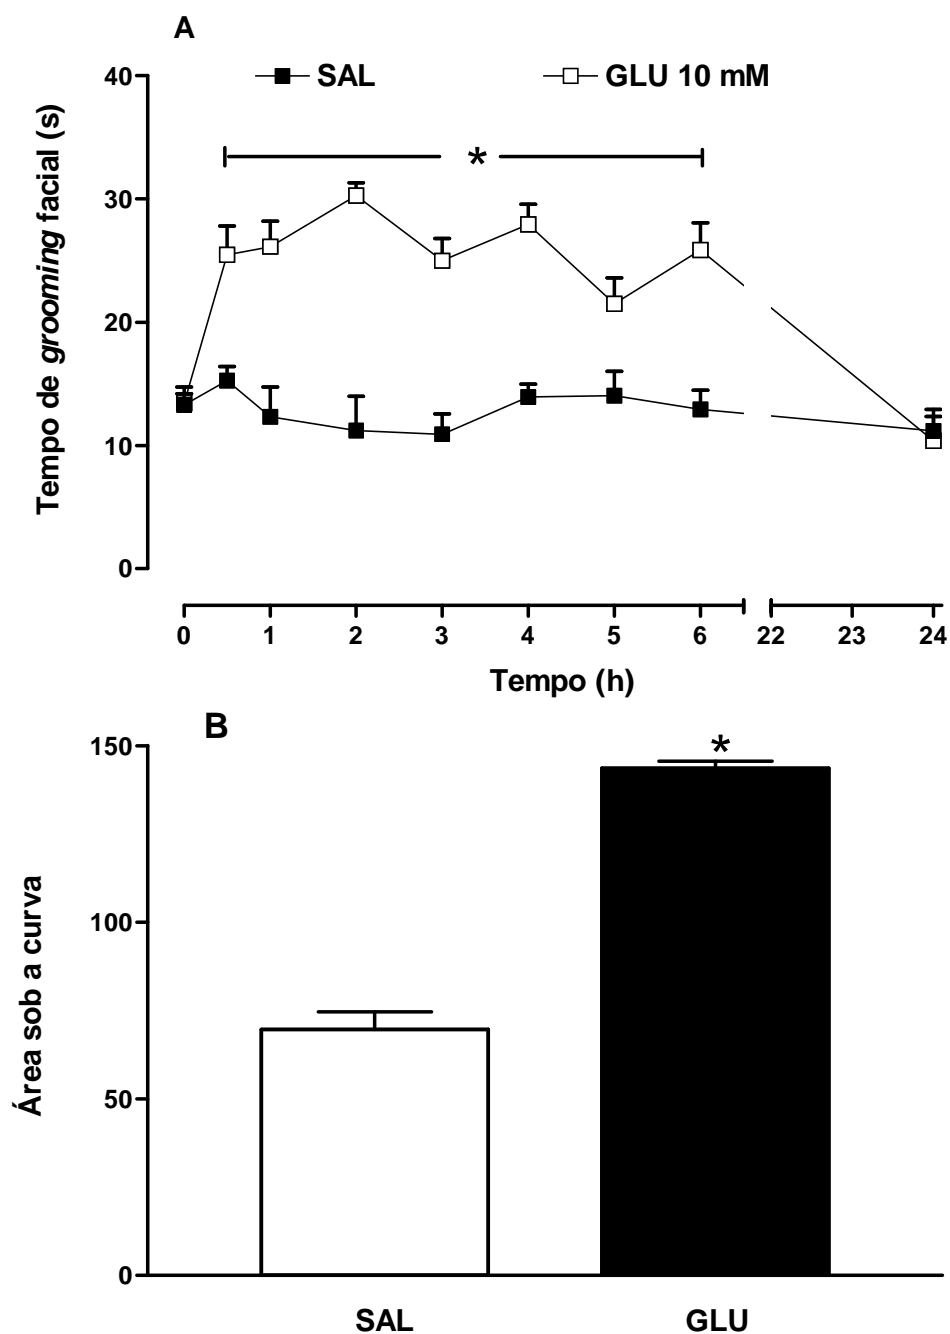 A
SAL GLU 10 mM
Tempo de grooming facial (s)
40
*
30
20
10
0
0 1 2 3 4 5 6 22 23 24
Tempo (h)
B
Área sob a curva
150
*
100
50
0
SAL GLU